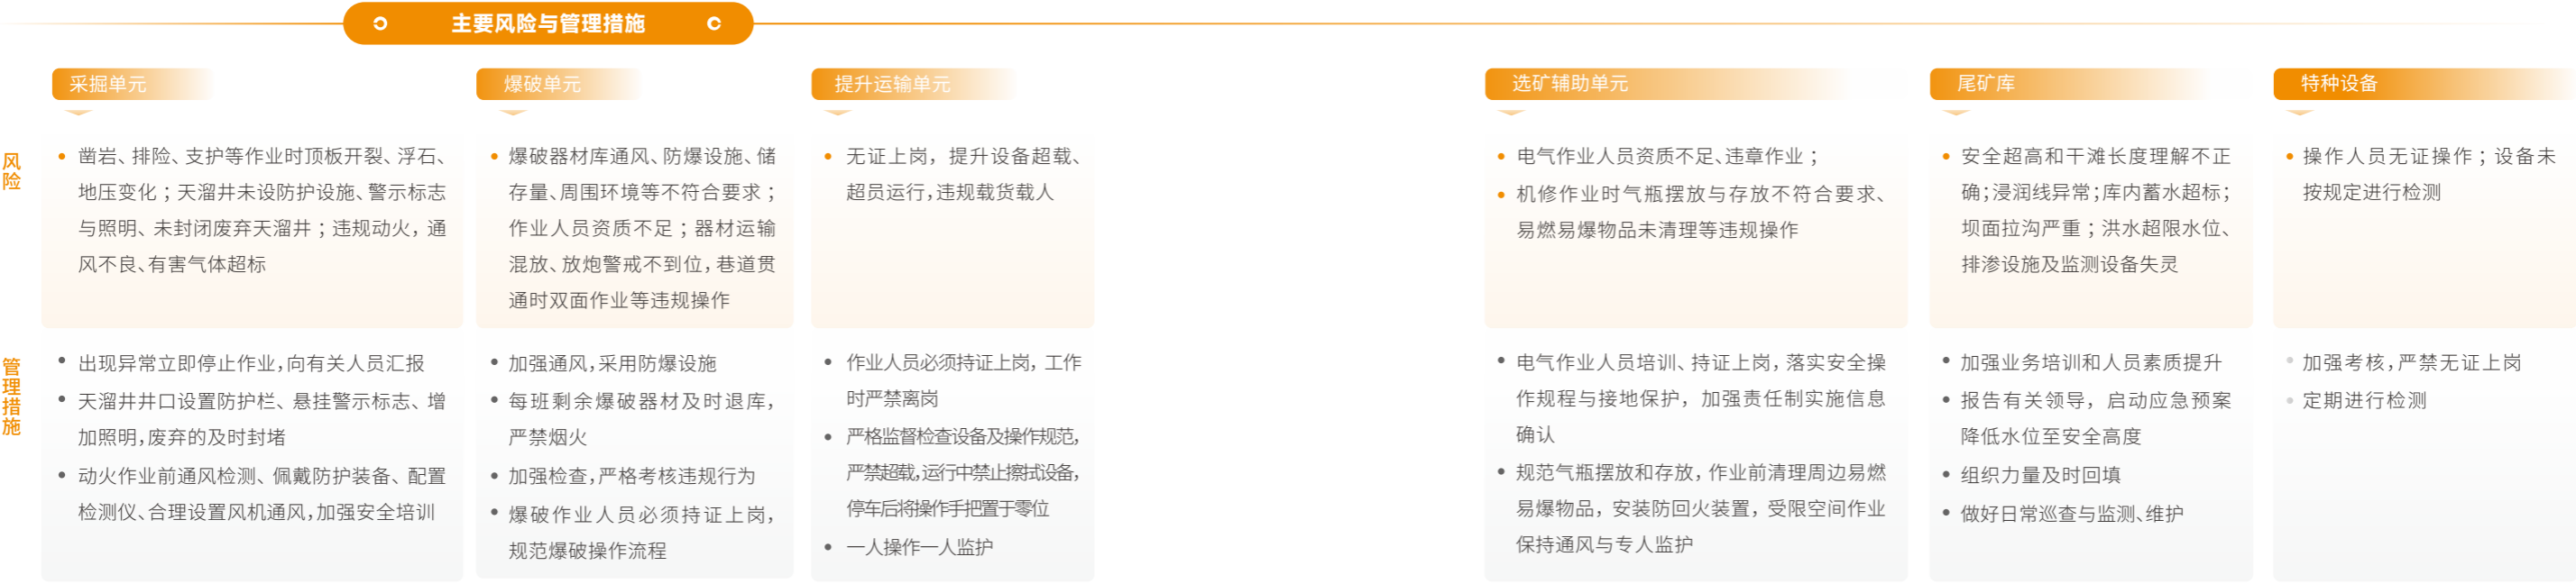 主要风险与管理措施
采掘单元
爆破单元
提升运输单元
选矿辅助单元
尾矿库
特种设备
风险
凿岩、排险、支护等作业时顶板开裂、浮石、
地压变化；天溜井未设防护设施、警示标志
与照明、未封闭废弃天溜井；违规动火，通
风不良、有害气体超标
爆破器材库通风、防爆设施、储
存量、周围环境等不符合要求；
作业人员资质不足；器材运输
混放、放炮警戒不到位，巷道贯
通时双面作业等违规操作
无证上岗，提升设备超载、
超员运行，违规载货载人
电气作业人员资质不足、违章作业；
机修作业时气瓶摆放与存放不符合要求、
易燃易爆物品未清理等违规操作
安全超高和干滩长度理解不正
确；浸润线异常；库内蓄水超标；
坝面拉沟严重；洪水超限水位、
排渗设施及监测设备失灵
操作人员无证操作；设备未
按规定进行检测
管理措施
出现异常立即停止作业，向有关人员汇报
天溜井井口设置防护栏、悬挂警示标志、增
加照明，废弃的及时封堵
动火作业前通风检测、佩戴防护装备、配置
检测仪、合理设置风机通风，加强安全培训
加强通风，采用防爆设施
每班剩余爆破器材及时退库，
严禁烟火
加强检查，严格考核违规行为
爆破作业人员必须持证上岗，
规范爆破操作流程
作业人员必须持证上岗，工作
时严禁离岗
严格监督检查设备及操作规范，
严禁超载，运行中禁止擦拭设备，
停车后将操作手把置于零位
一人操作一人监护
电气作业人员培训、持证上岗，落实安全操
作规程与接地保护，加强责任制实施信息
确认
规范气瓶摆放和存放，作业前清理周边易燃
易爆物品，安装防回火装置，受限空间作业
保持通风与专人监护
加强业务培训和人员素质提升
报告有关领导，启动应急预案
降低水位至安全高度
组织力量及时回填
做好日常巡查与监测、维护
加强考核，严禁无证上岗
定期进行检测